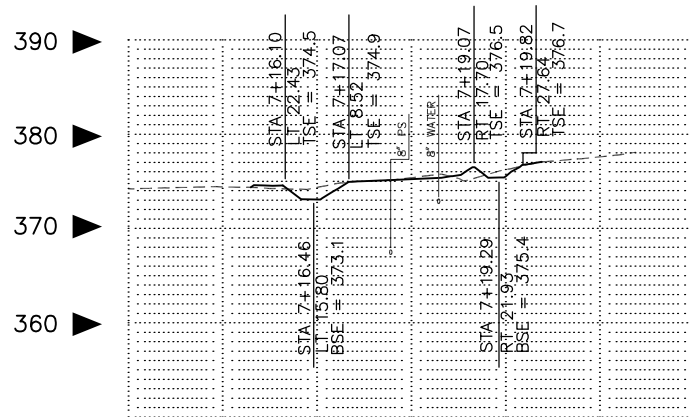 390
380
370
360
STA 7+16.10
LT 22.43
TSE = 374.5
STA 7+17.07
LT 8.52
TSE = 374.9
8" PS
8" WATER
STA 7+19.07
RT 17.70
TSE = 376.5
STA 7+19.82
RT 27.64
TSE = 376.7
STA 7+16.46
LT 15.80
BSE = 373.1
STA 7+19.29
RT 21.93
BSE = 375.4